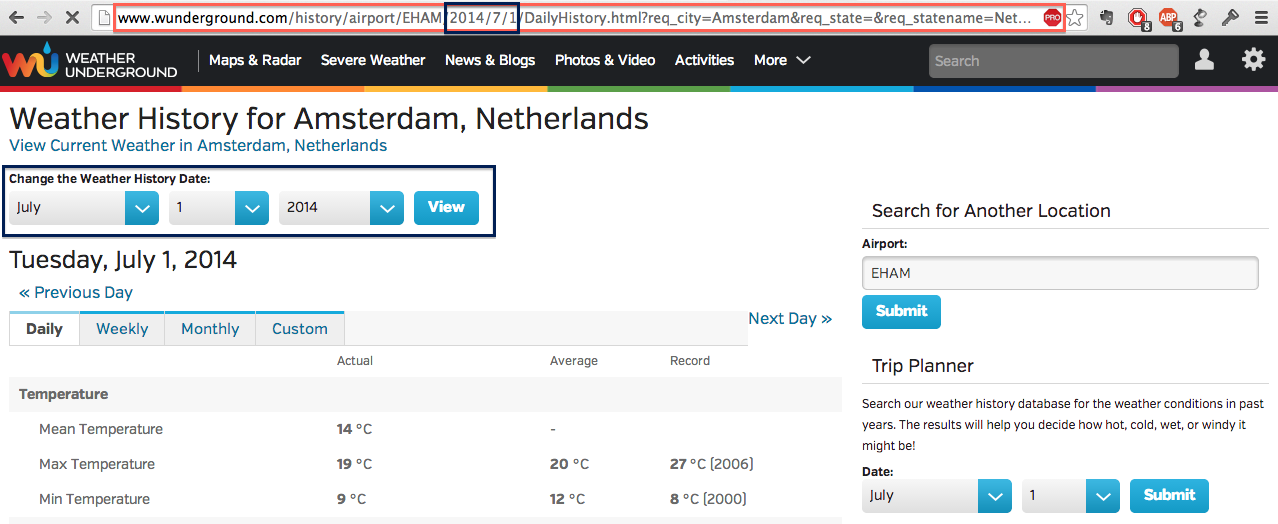 www.wunderground.com/history/airport/EHAM/2014/7/1/DailyHistory.html?req_city=Amsterdam&req_state=&req_statename=Net... PRO 8 ABP 6
WEATHER UNDERGROUND Maps & Radar Severe Weather News & Blogs Photos & Video Activities More Search
Weather History for Amsterdam, Netherlands
View Current Weather in Amsterdam, Netherlands
Change the Weather History Date:
July 1 2014 View
Tuesday, July 1, 2014
« Previous Day
Next Day »
Daily Weekly Monthly Custom
Actual Average Record
Temperature
Mean Temperature 14 °C -
Max Temperature 19 °C 20 °C 27 °C (2006)
Min Temperature 9 °C 12 °C 8 °C (2000)
Search for Another Location
Airport:
EHAM
Submit
Trip Planner
Search our weather history database for the weather conditions in past
years. The results will help you decide how hot, cold, wet, or windy it
might be!
Date:
July 1 Submit